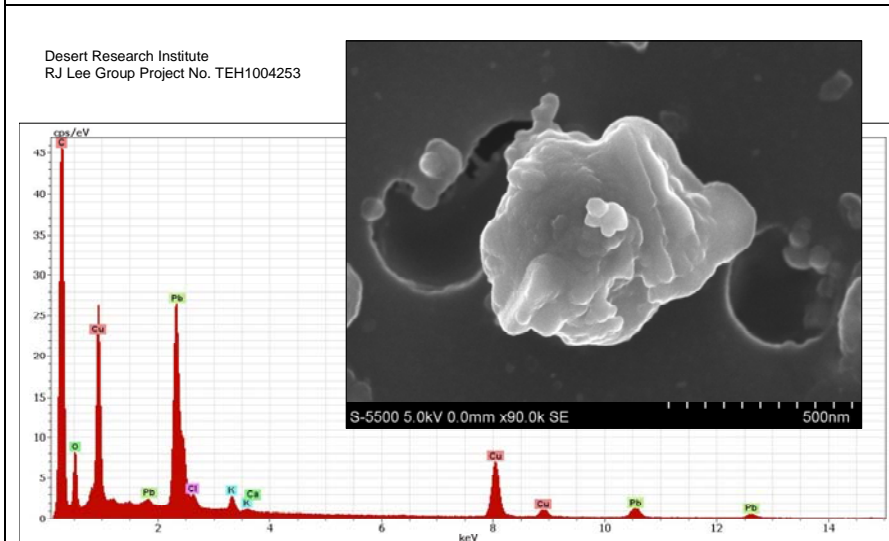 Desert Research Institute
RJ Lee Group Project No. TEH1004253
cps/eV
C
45
40
35
30
25
20
15
10
5
0
Cu
Pb
O
Pb
Cl
K
Ca
K
Cu
Cu
Pb
Pb
2
4
6
8
10
12
14
keV
S-5500 5.0kV 0.0mm x90.0k SE
500nm